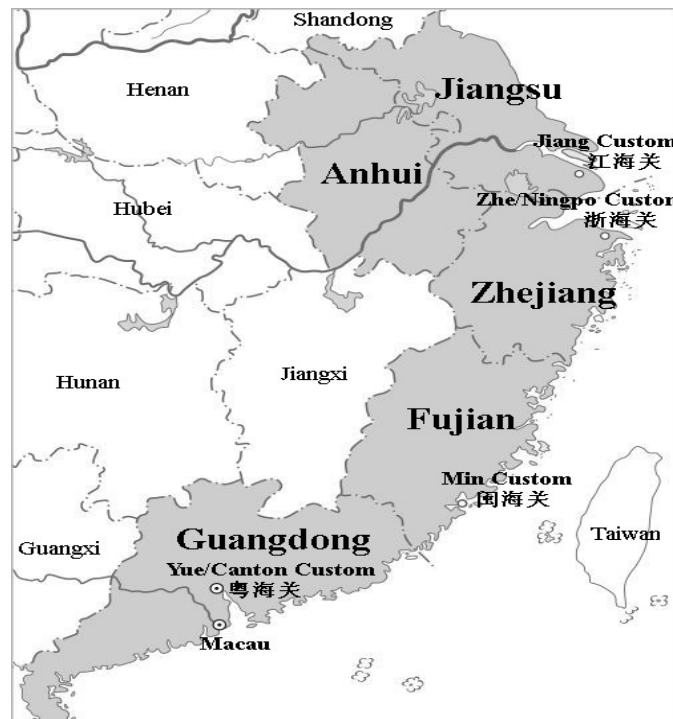 Shandong
Henan
Jiangsu
Jiang Custom
江海关
Anhui
Zhe/Ningpo Custom
浙海关
Hubei
Zhejiang
Jiangxi
Hunan
Fujian
Min Custom
闽海关
Taiwan
Guangxi
Guangdong
Yue/Canton Custom
粤海关
Macau